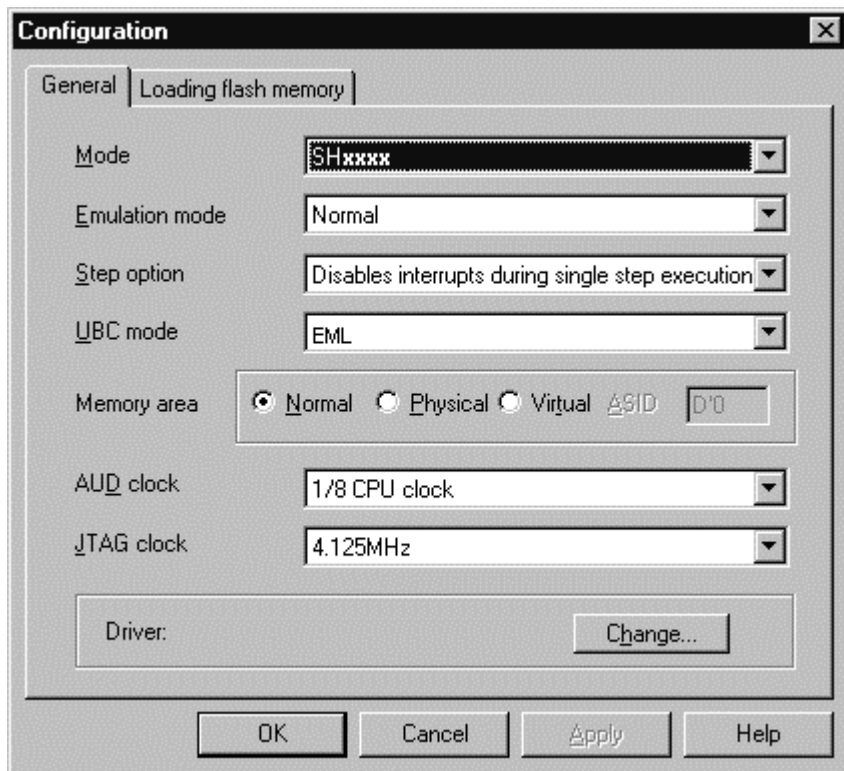 Configuration
General Loading flash memory
Mode SHxxxx
Emulation mode Normal
Step option Disables interrupts during single step execution
UBC mode EML
Memory area Normal Physical Virtual ASID D'0
AUD clock 1/8 CPU clock
JTAG clock 4.125MHz
Driver: Change...
OK Cancel Apply Help